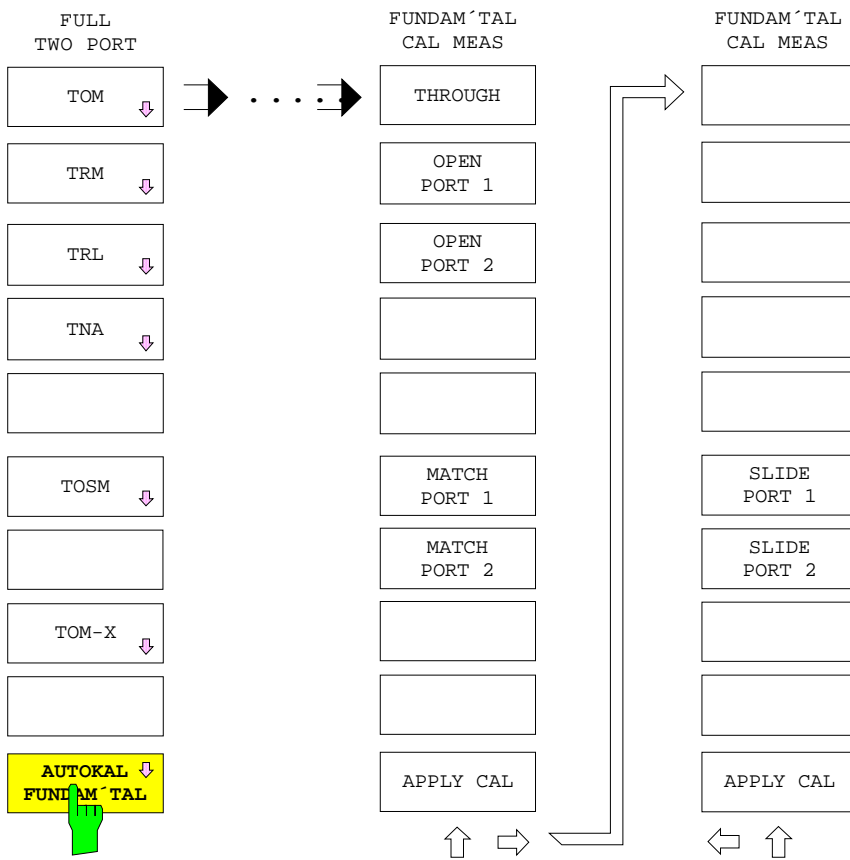 FULL
TWO PORT
TOM
TRM
TRL
TNA
TOSM
TOM-X
AUTOKAL
FUNDAM´TAL
FUNDAM´TAL
CAL MEAS
THROUGH
OPEN
PORT 1
OPEN
PORT 2
MATCH
PORT 1
MATCH
PORT 2
APPLY CAL
FUNDAM´TAL
CAL MEAS
SLIDE
PORT 1
SLIDE
PORT 2
APPLY CAL